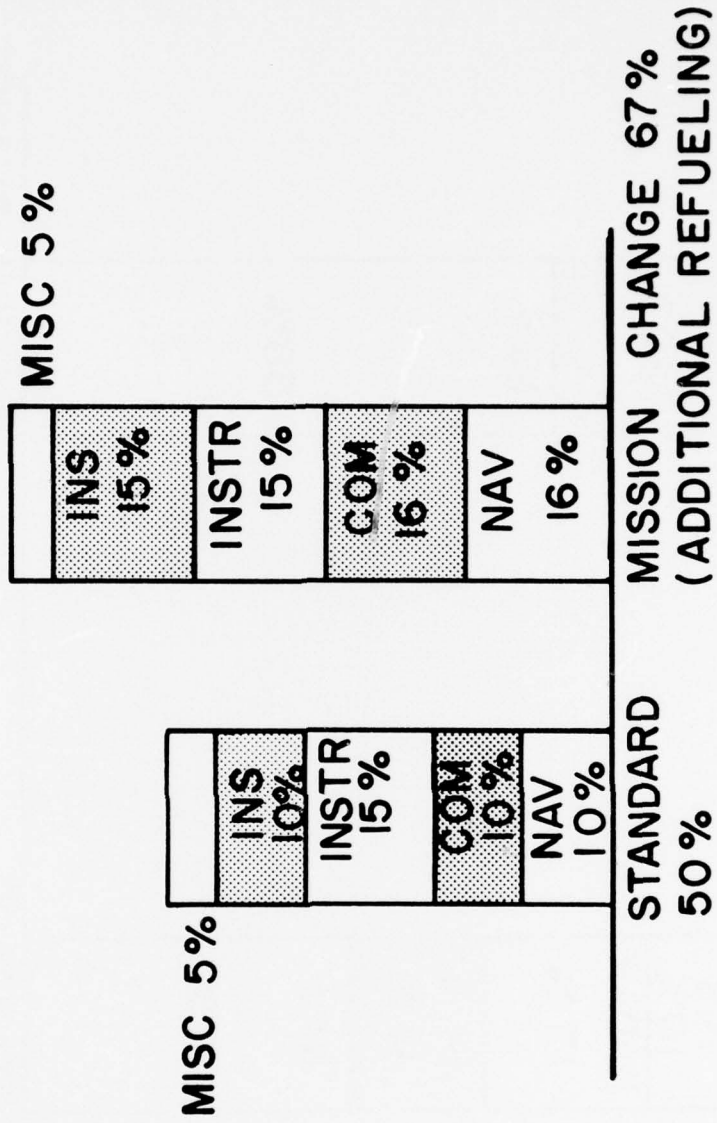 MISC 5%
INS
10%
INSTR
15%
COM
10%
NAV
10%
STANDARD
50%
MISC 5%
INS
15%
INSTR
15%
COM
16%
NAV
16%
MISSION CHANGE 67%
(ADDITIONAL REFUELING)